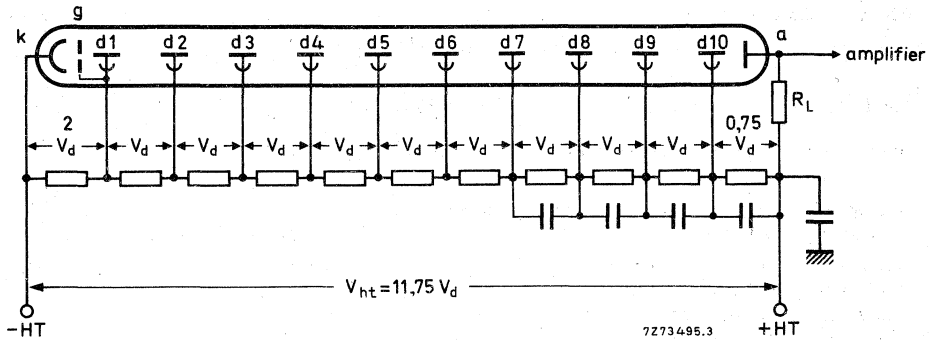 g
k
d1 d2 d3 d4 d5 d6 d7 d8 d9 d10
a
amplifier
R_L
2 V_d
V_d V_d V_d V_d V_d V_d V_d V_d V_d
0,75 V_d
V_ht = 11,75 V_d
-HT
7Z73495.3
+HT